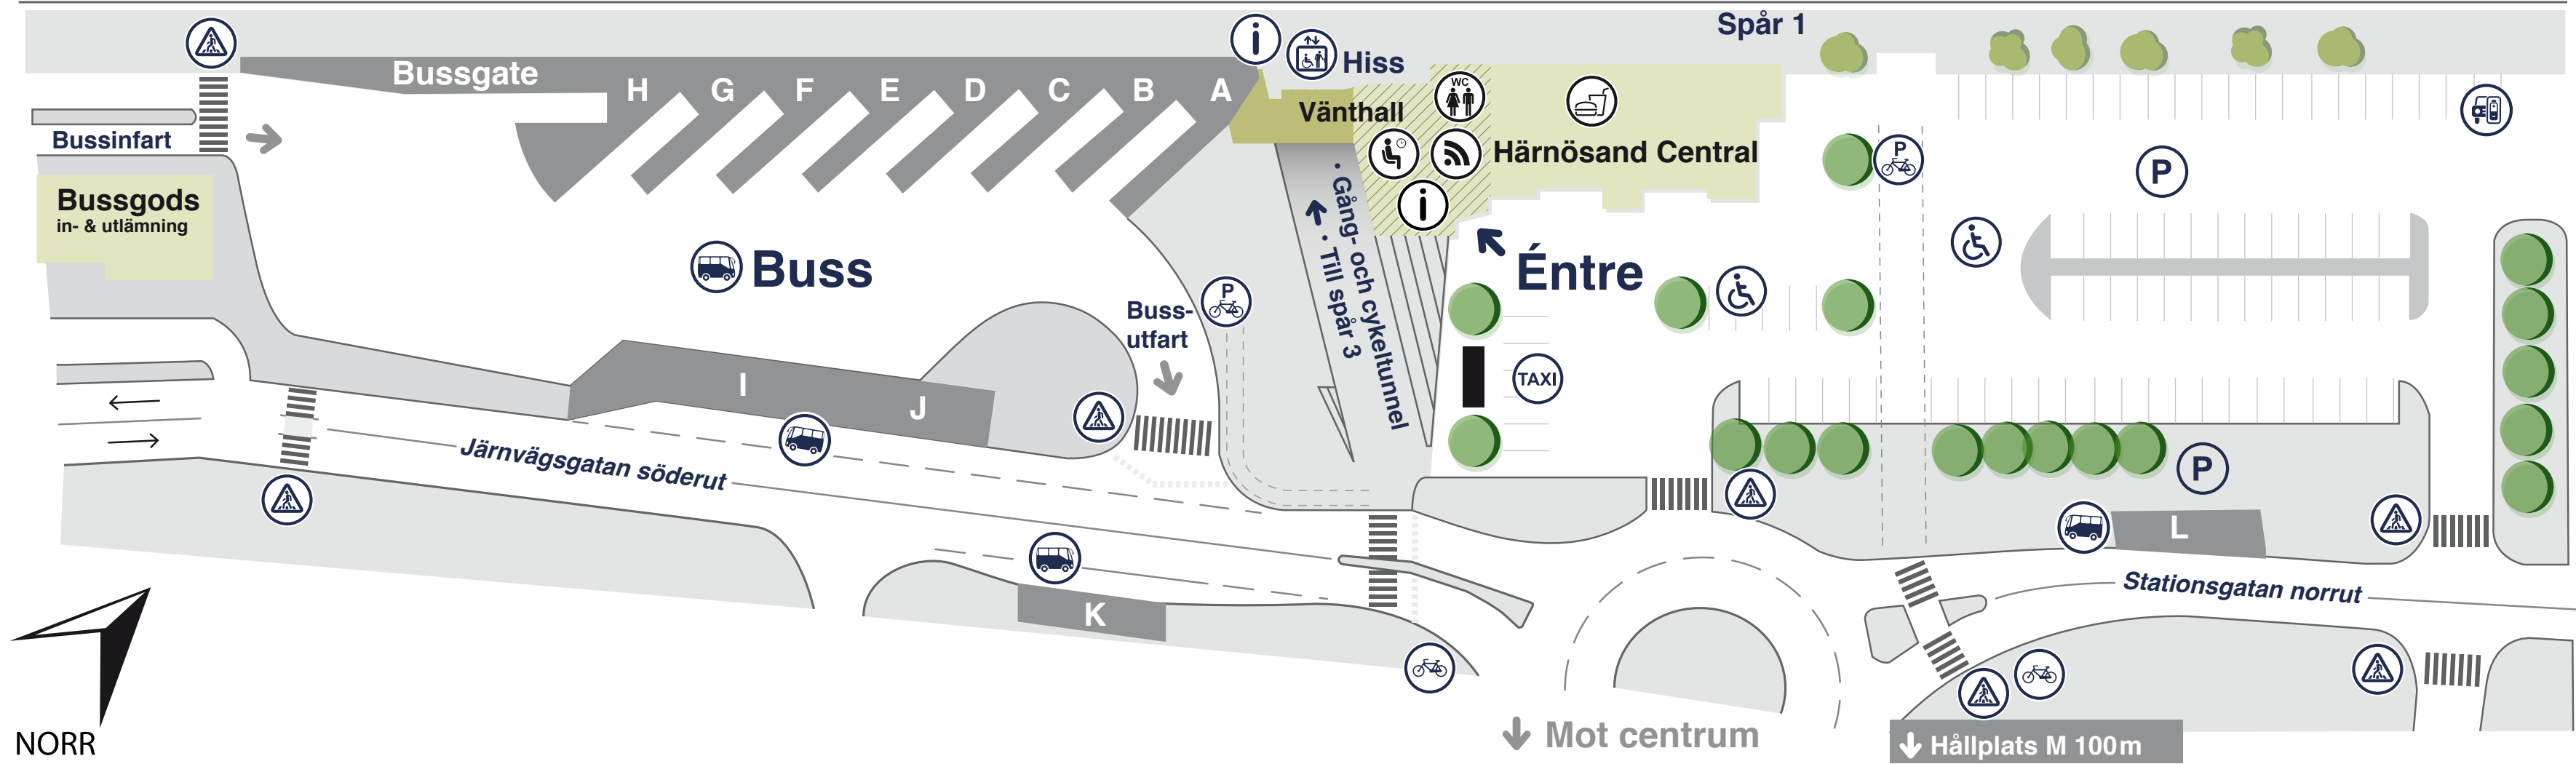 Spår 1
Hiss
Bussgate
H G F E D C B A
Vänthall
WC
Härnösand Central
Bussinfart
Bussgods
in- & utlämning
P
P
• Gång- och cykeltunnel
• Till spår 3
Buss
Éntre
P
Buss-
utfart
I
J
TAXI
Järnvägsgatan söderut
P
L
K
Stationsgatan norrut
NORR
Mot centrum
Hållplats M 100m